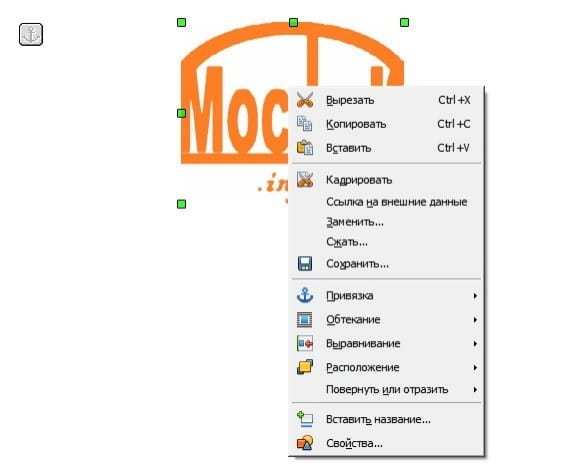 Мос
.in
Вырезать Ctrl+X
Копировать Ctrl+C
Вставить Ctrl+V
Кадрировать
Ссылка на внешние данные
Заменить...
Сжать...
Сохранить...
Привязка
Обтекание
Выравнивание
Расположение
Повернуть или отразить
Вставить название...
Свойства...